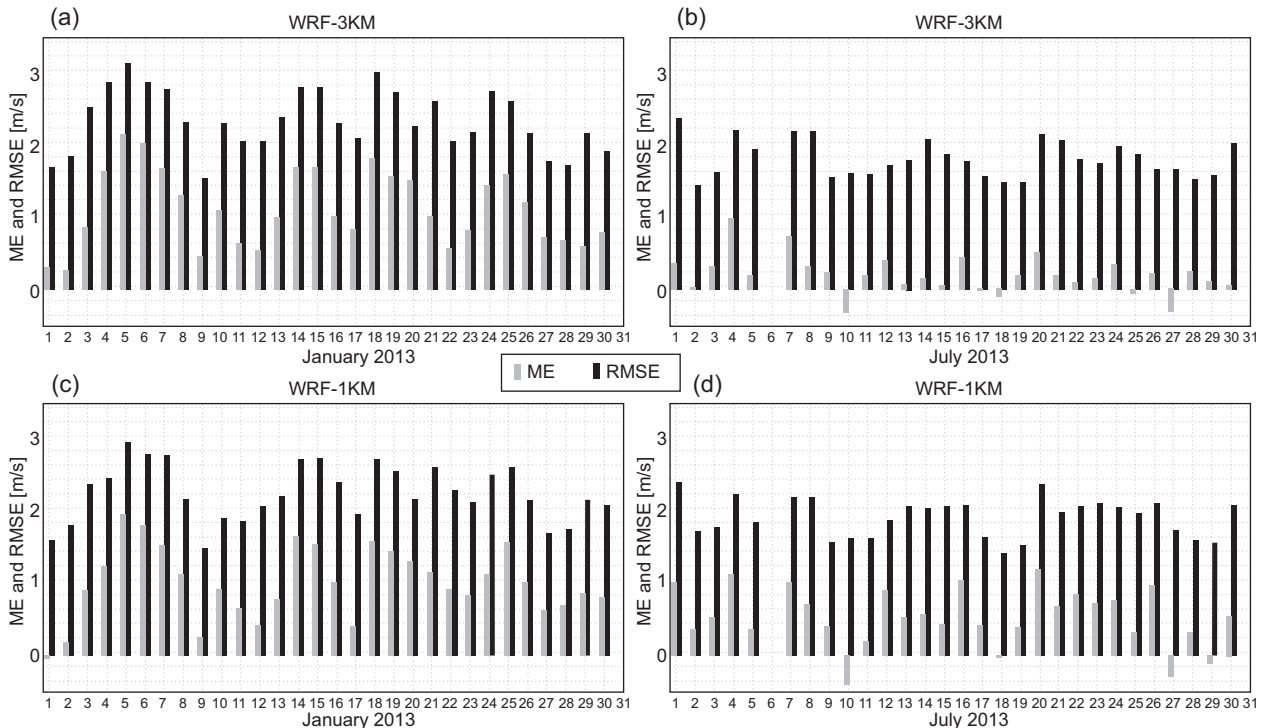 (a)
WRF-3KM
ME and RMSE [m/s]
3
2
1
0
1 2 3 4 5 6 7 8 9 10 11 12 13 14 15 16 17 18 19 20 21 22 23 24 25 26 27 28 29 30 31
January 2013
(b)
WRF-3KM
ME and RMSE [m/s]
3
2
1
0
1 2 3 4 5 6 7 8 9 10 11 12 13 14 15 16 17 18 19 20 21 22 23 24 25 26 27 28 29 30 31
July 2013
ME RMSE
(c)
WRF-1KM
ME and RMSE [m/s]
3
2
1
0
1 2 3 4 5 6 7 8 9 10 11 12 13 14 15 16 17 18 19 20 21 22 23 24 25 26 27 28 29 30 31
January 2013
(d)
WRF-1KM
ME and RMSE [m/s]
3
2
1
0
1 2 3 4 5 6 7 8 9 10 11 12 13 14 15 16 17 18 19 20 21 22 23 24 25 26 27 28 29 30 31
July 2013